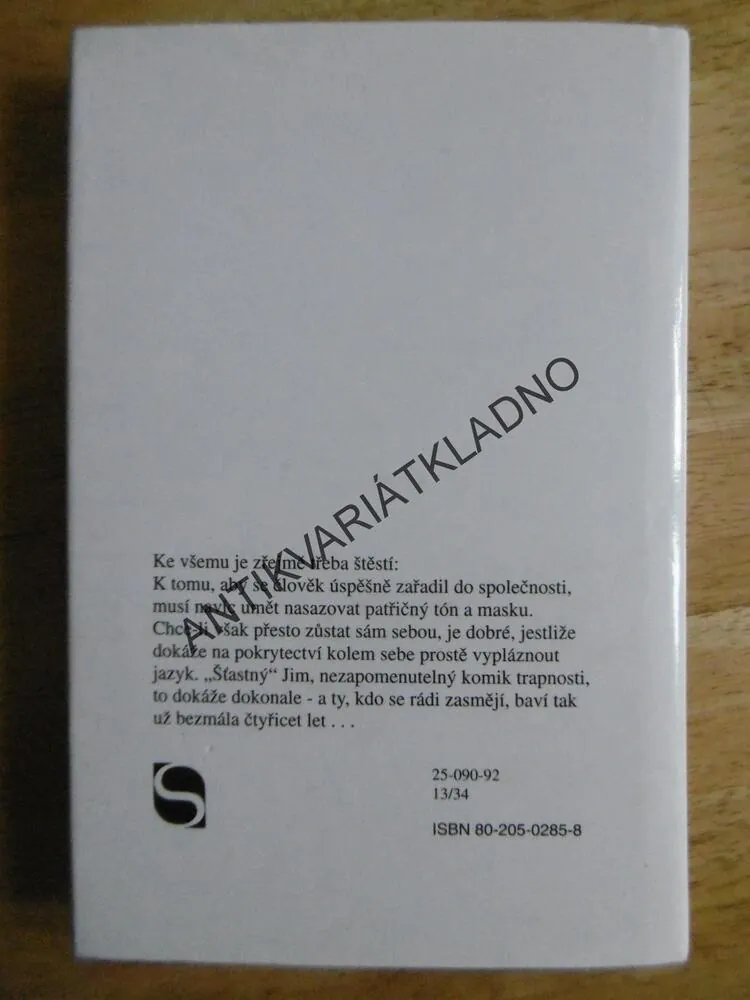 Ke všemu je zřejmě třeba štěstí:
K tomu, aby se člověk úspěšně zařadil do společnosti,
musí navíc umět nasazovat patřičný tón a masku.
Chce-li však přesto zůstat sám sebou, je dobré, jestliže
dokáže na pokrytectví kolem sebe prostě vypláznout
jazyk. „Šťastný“ Jim, nezapomenutelný komik trapnosti,
to dokáže dokonale - a ty, kdo se rádi zasmějí, baví tak
už bezmála čtyřicet let . . .
25-090-92
13/34
ISBN 80-205-0285-8
ANTIKVARIÁTKLADNO